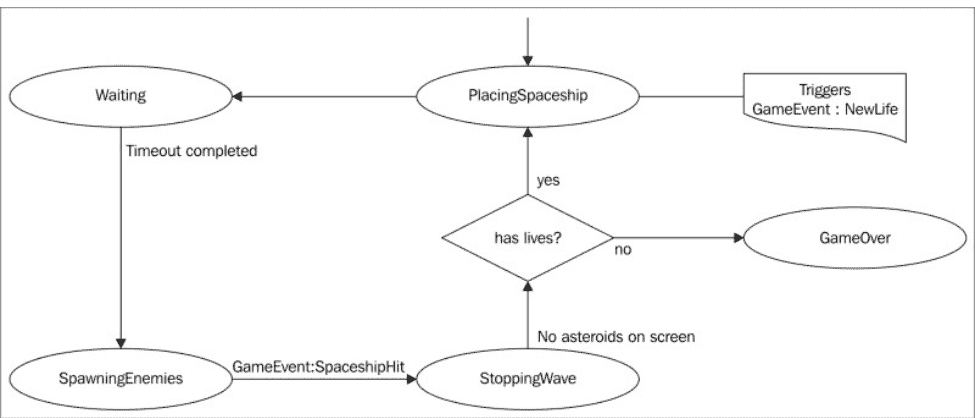 Waiting
PlacingSpaceship
Triggers
GameEvent : NewLife
Timeout completed
yes
has lives?
no
GameOver
No asteroids on screen
SpawningEnemies
GameEvent:SpaceshipHit
StoppingWave